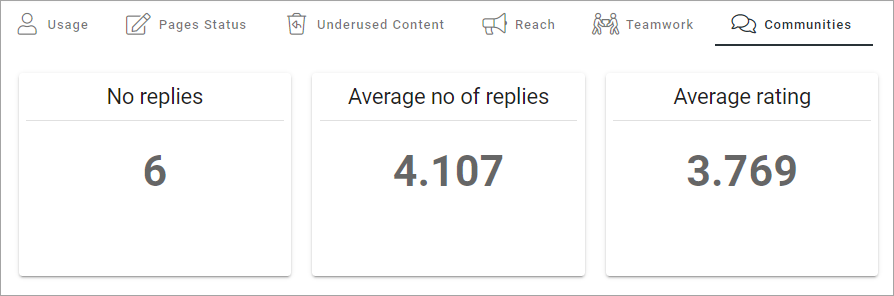 Usage Pages Status Underused Content Reach Teamwork Communities
No replies Average no of replies Average rating
6 4.107 3.769